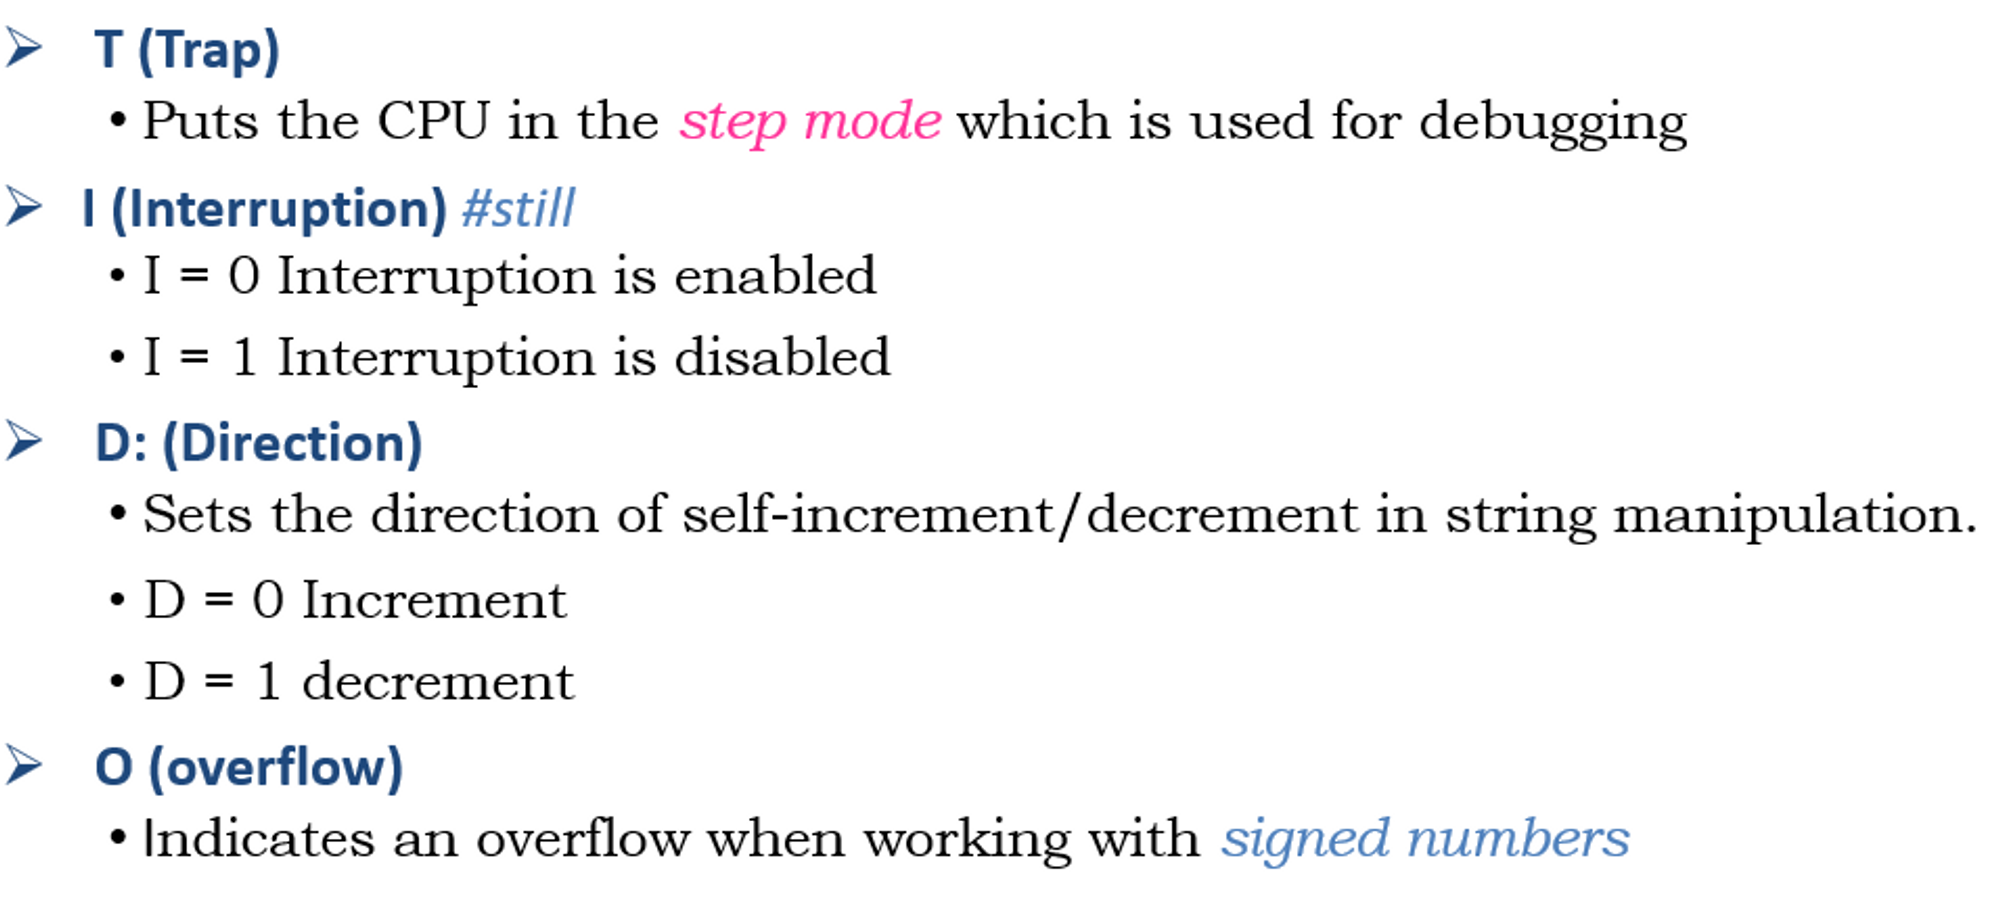 ➢ T (Trap)
• Puts the CPU in the step mode which is used for debugging
➢ I (Interruption) #still
• I = 0 Interruption is enabled
• I = 1 Interruption is disabled
➢ D: (Direction)
• Sets the direction of self-increment/decrement in string manipulation.
• D = 0 Increment
• D = 1 decrement
➢ O (overflow)
• Indicates an overflow when working with signed numbers